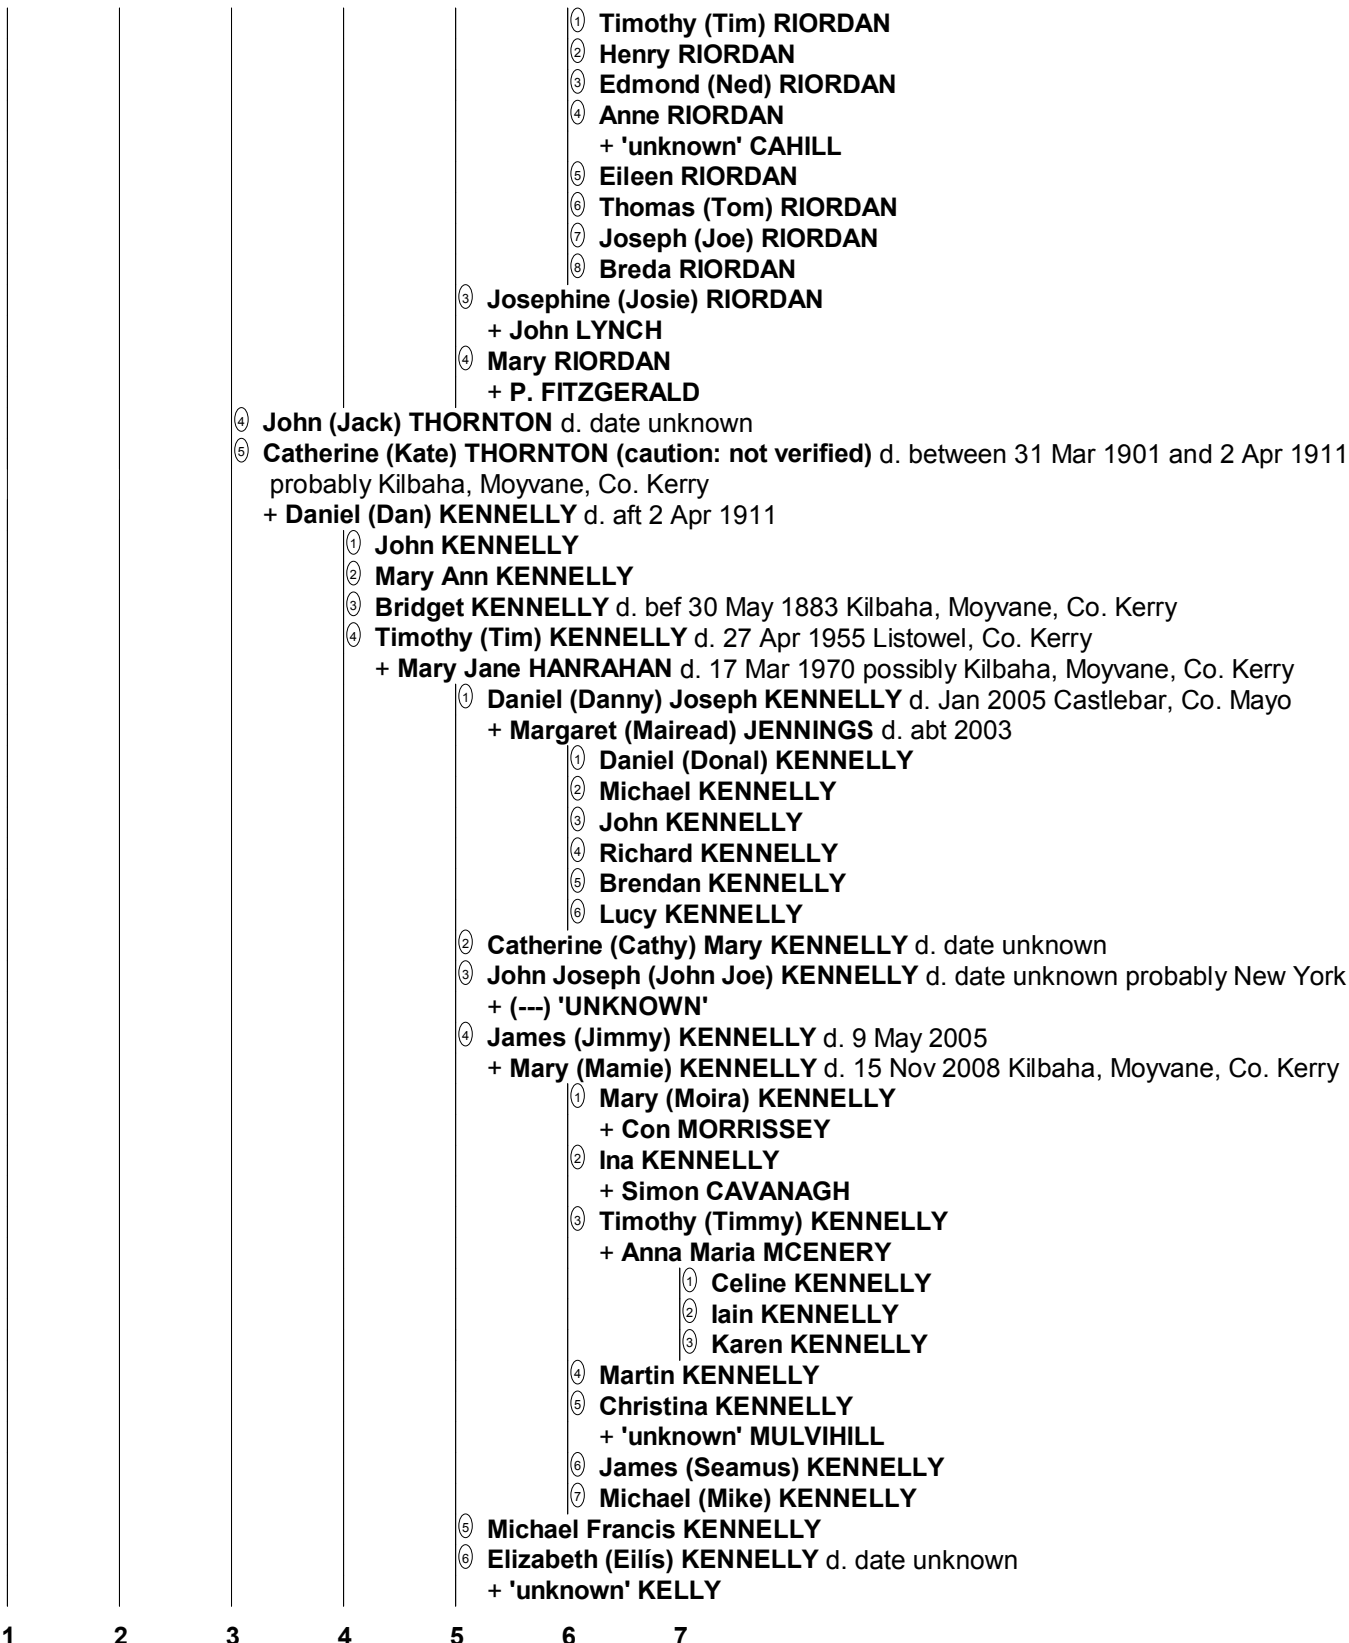 ① Timothy (Tim) RIORDAN
② Henry RIORDAN
③ Edmond (Ned) RIORDAN
④ Anne RIORDAN
+ 'unknown' CAHILL
⑤ Eileen RIORDAN
⑥ Thomas (Tom) RIORDAN
⑦ Joseph (Joe) RIORDAN
⑧ Breda RIORDAN
③ Josephine (Josie) RIORDAN
+ John LYNCH
④ Mary RIORDAN
+ P. FITZGERALD
④ John (Jack) THORNTON d. date unknown
⑤ Catherine (Kate) THORNTON (caution: not verified) d. between 31 Mar 1901 and 2 Apr 1911
probably Kilbaha, Moyvane, Co. Kerry
+ Daniel (Dan) KENNELLY d. aft 2 Apr 1911
① John KENNELLY
② Mary Ann KENNELLY
③ Bridget KENNELLY d. bef 30 May 1883 Kilbaha, Moyvane, Co. Kerry
④ Timothy (Tim) KENNELLY d. 27 Apr 1955 Listowel, Co. Kerry
+ Mary Jane HANRAHAN d. 17 Mar 1970 possibly Kilbaha, Moyvane, Co. Kerry
① Daniel (Danny) Joseph KENNELLY d. Jan 2005 Castlebar, Co. Mayo
+ Margaret (Mairead) JENNINGS d. abt 2003
① Daniel (Donal) KENNELLY
② Michael KENNELLY
③ John KENNELLY
④ Richard KENNELLY
⑤ Brendan KENNELLY
⑥ Lucy KENNELLY
② Catherine (Cathy) Mary KENNELLY d. date unknown
③ John Joseph (John Joe) KENNELLY d. date unknown probably New York
+ (---) 'UNKNOWN'
④ James (Jimmy) KENNELLY d. 9 May 2005
+ Mary (Mamie) KENNELLY d. 15 Nov 2008 Kilbaha, Moyvane, Co. Kerry
① Mary (Moira) KENNELLY
+ Con MORRISSEY
② Ina KENNELLY
+ Simon CAVANAGH
③ Timothy (Timmy) KENNELLY
+ Anna Maria MCENERY
① Celine KENNELLY
② Iain KENNELLY
③ Karen KENNELLY
④ Martin KENNELLY
⑤ Christina KENNELLY
+ 'unknown' MULVIHILL
⑥ James (Seamus) KENNELLY
⑦ Michael (Mike) KENNELLY
⑤ Michael Francis KENNELLY
⑥ Elizabeth (Eilís) KENNELLY d. date unknown
+ 'unknown' KELLY
1 2 3 4 5 6 7